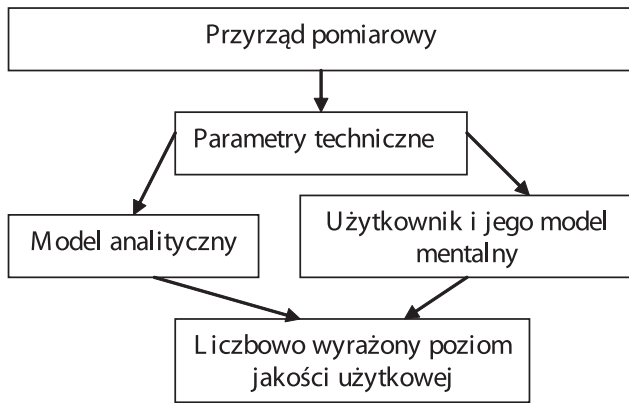 Przyrząd pomiarowy
Parametry techniczne
Model analityczny
Użytkownik i jego model
mentalny
Liczbowo wyrażony poziom
jakości użytkowej